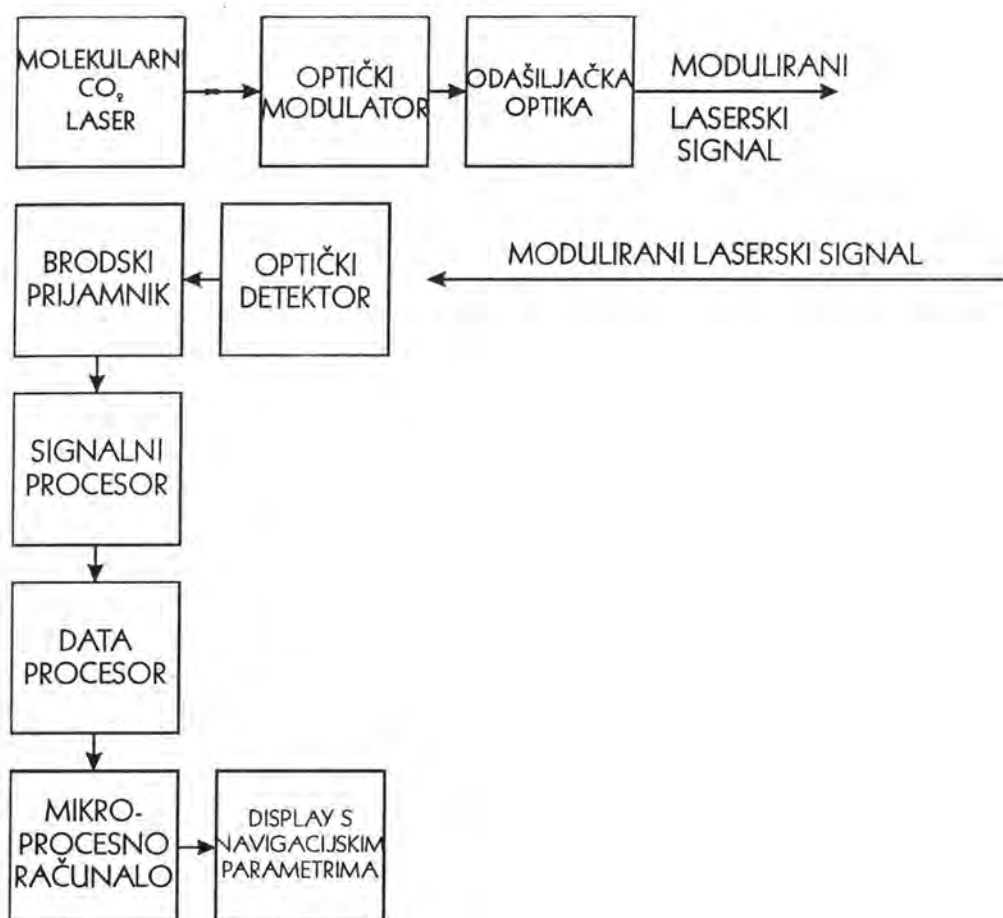 MOLEKULARNI
CO₂
LASER
OPTIČKI
MODULATOR
ODAŠILJAČKA
OPTIKA
MODULIRANI
LASERSKI
SIGNAL
BRODSKI
PRIJAMNIK
OPTIČKI
DETEKTOR
MODULIRANI LASERSKI SIGNAL
SIGNALNI
PROCESOR
DATA
PROCESOR
MIKRO-
PROCESNO
RAČUNALO
DISPLAY S
NAVIGACIJSKIM
PARAMETRIMA